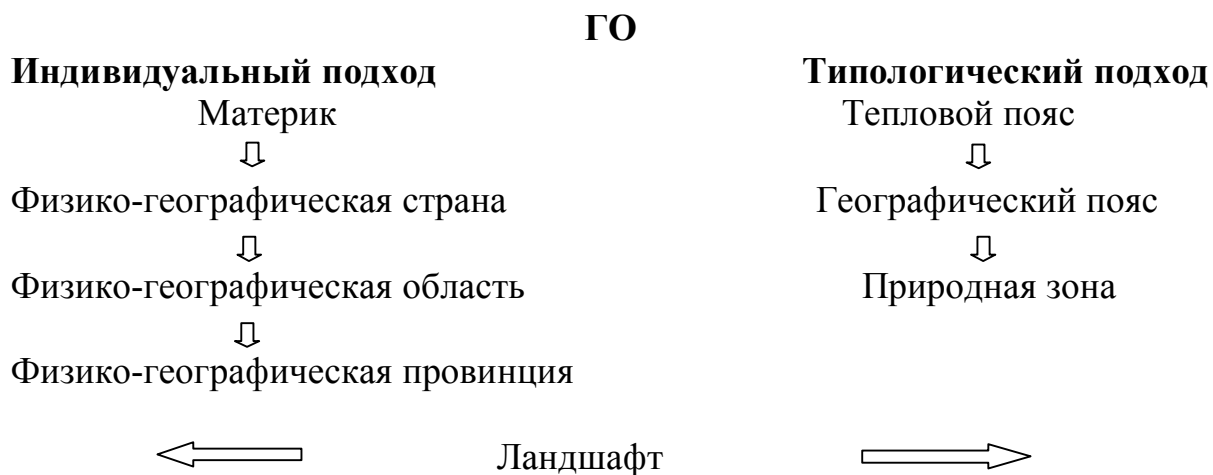 ГО
Индивидуальный подход Типологический подход
Материк Тепловой пояс
Физико-географическая страна Географический пояс
Физико-географическая область Природная зона
Физико-географическая провинция
Ландшафт